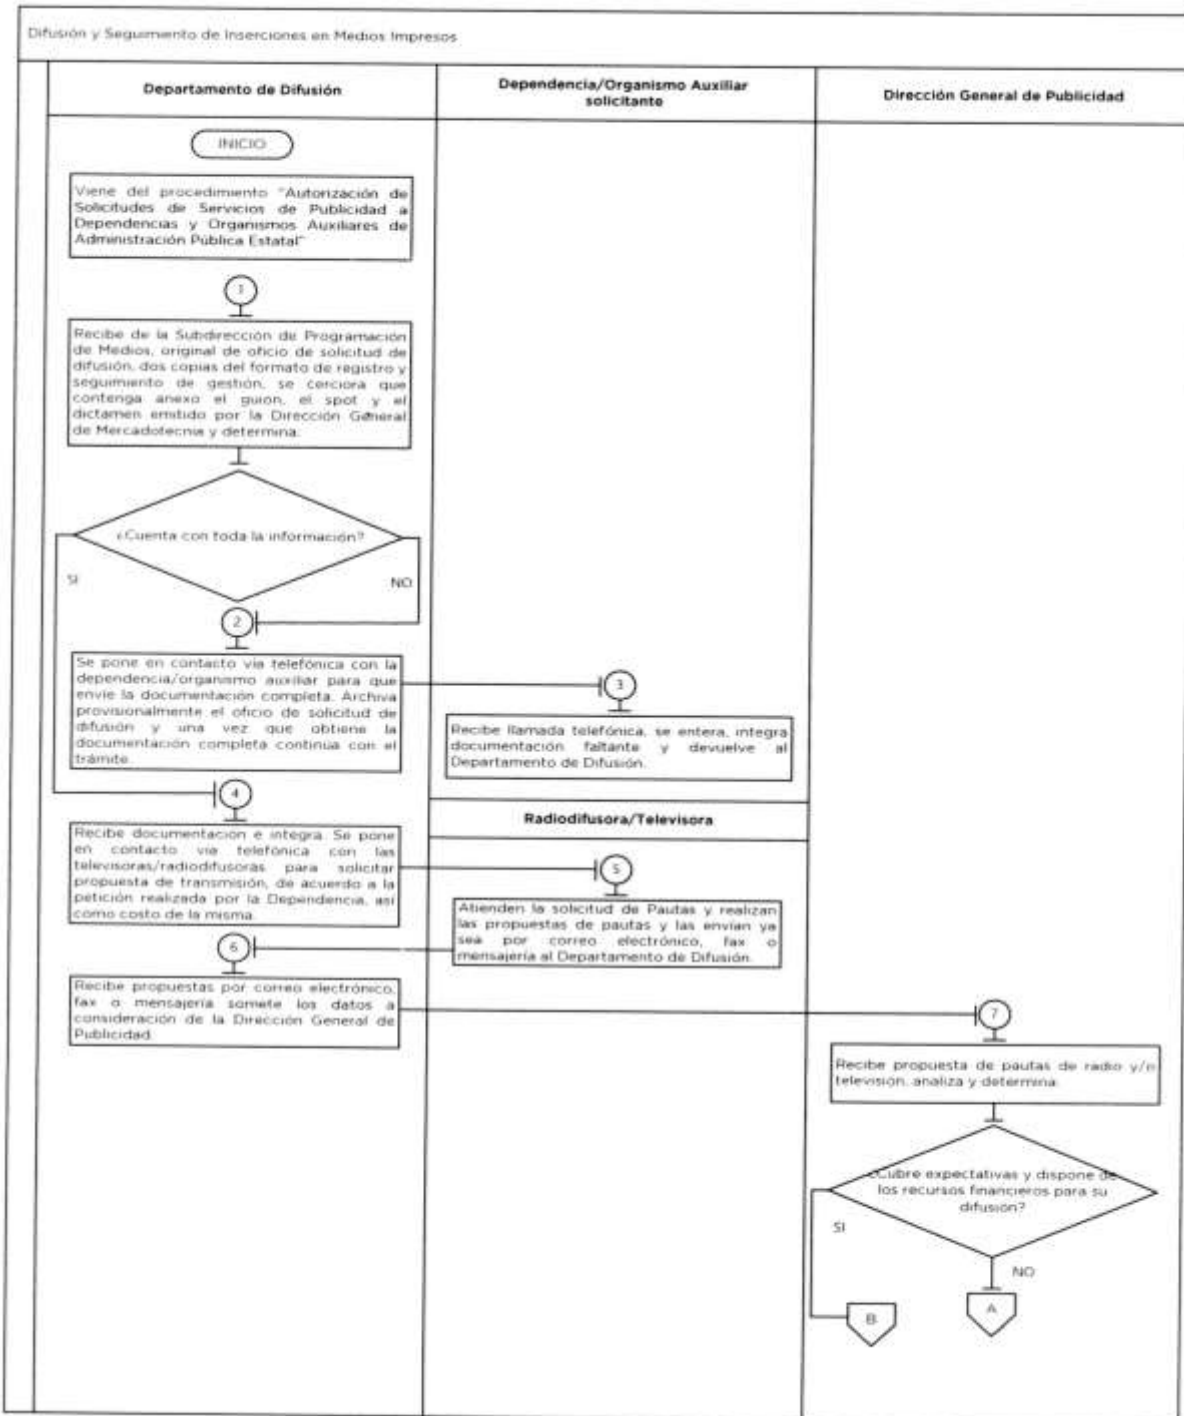 Difusión y Seguimiento de Inserciones en Medios Impresos
Departamento de Difusión
Dependencia/Organismo Auxiliar
solicitante
Dirección General de Publicidad
INICIO
Viene del procedimiento "Autorización de
Solicitudes de Servicios de Publicidad a
Dependencias y Organismos Auxiliares de
Administración Pública Estatal"
1
Recibe de la Subdirección de Programación
de Medios, original de oficio de solicitud de
difusión, dos copias del formato de registro y
seguimiento de gestión, se cerciora que
contenga anexo el guion, el spot y el
dictamen emitido por la Dirección General
de Mercadotecnia y determina.
¿Cuenta con toda la información?
SI
NO
2
Se pone en contacto vía telefónica con la
dependencia/organismo auxiliar para que
envíe la documentación completa. Archiva
provisionalmente el oficio de solicitud de
difusión y una vez que obtiene la
documentación completa continua con el
trámite.
3
Recibe llamada telefónica, se entera, integra
documentación faltante y devuelve al
Departamento de Difusión.
4
Recibe documentación e integra. Se pone
en contacto vía telefónica con las
televisoras/radiodifusoras para solicitar
propuesta de transmisión, de acuerdo a la
petición realizada por la Dependencia, así
como costo de la misma.
Radiodifusora/Televisora
5
Atienden la solicitud de Pautas y realizan
las propuestas de pautas y las envían ya
sea por correo electrónico, fax o
mensajería al Departamento de Difusión.
6
Recibe propuestas por correo electrónico,
fax o mensajería somete los datos a
consideración de la Dirección General de
Publicidad.
7
Recibe propuesta de pautas de radio y/o
televisión, analiza y determina:
¿Cubre expectativas y dispone de
los recursos financieros para su
difusión?
SI
NO
B
A